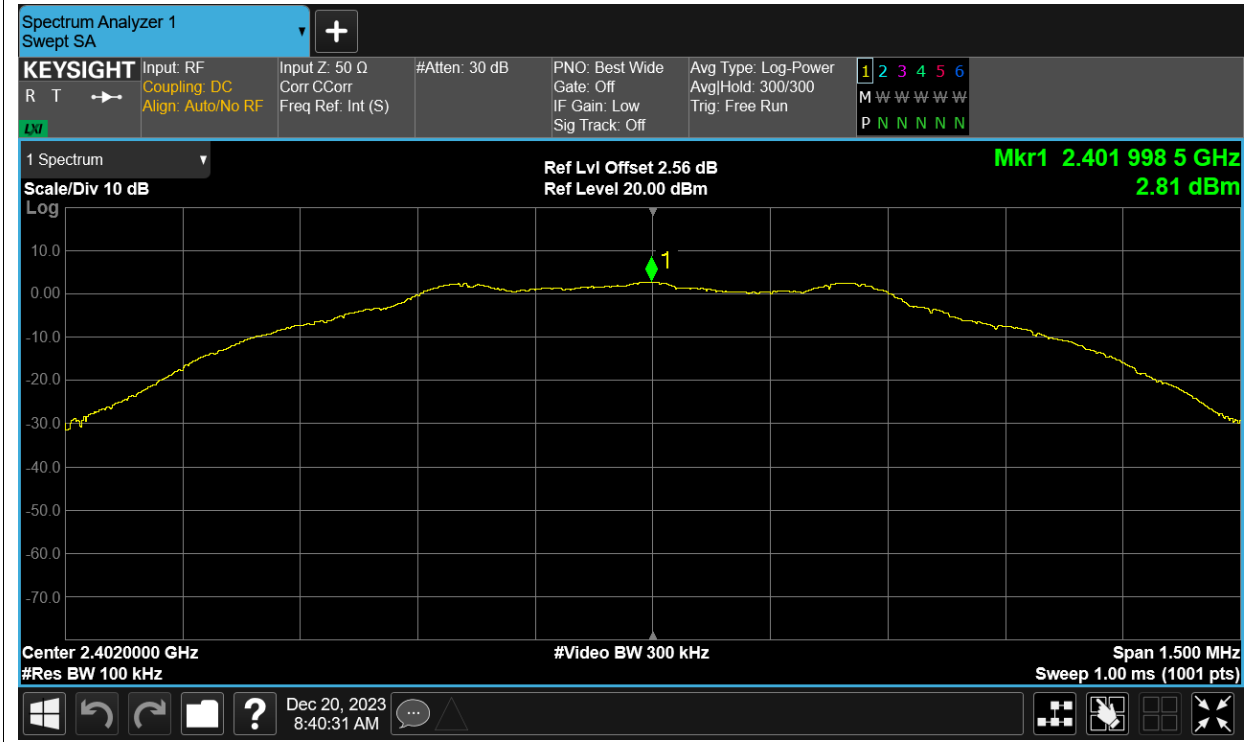 Spectrum Analyzer 1
Swept SA
KEYSIGHT
R T
LXI
Input: RF
Coupling: DC
Align: Auto/No RF
Input Z: 50 Ω
Corr CCorr
Freq Ref: Int (S)
#Atten: 30 dB
PNO: Best Wide
Gate: Off
IF Gain: Low
Sig Track: Off
Avg Type: Log-Power
Avg|Hold: 300/300
Trig: Free Run
1 2 3 4 5 6
M W W W W W
P N N N N N
1 Spectrum
Scale/Div 10 dB
Log
Ref Lvl Offset 2.56 dB
Ref Level 20.00 dBm
Mkr1 2.401 998 5 GHz
2.81 dBm
1
10.0
0.00
-10.0
-20.0
-30.0
-40.0
-50.0
-60.0
-70.0
Center 2.4020000 GHz
#Video BW 300 kHz
Span 1.500 MHz
#Res BW 100 kHz
Sweep 1.00 ms (1001 pts)
?
Dec 20, 2023
8:40:31 AM